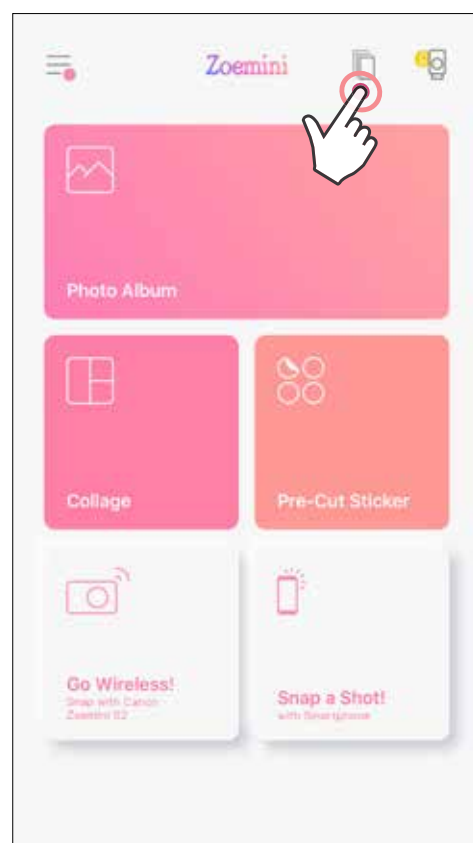 Zoemini
Photo Album
Collage
Pre-Cut Sticker
Go Wireless!
Snap with Canon
Zoemini S2
Snap a Shot!
with Smartphone